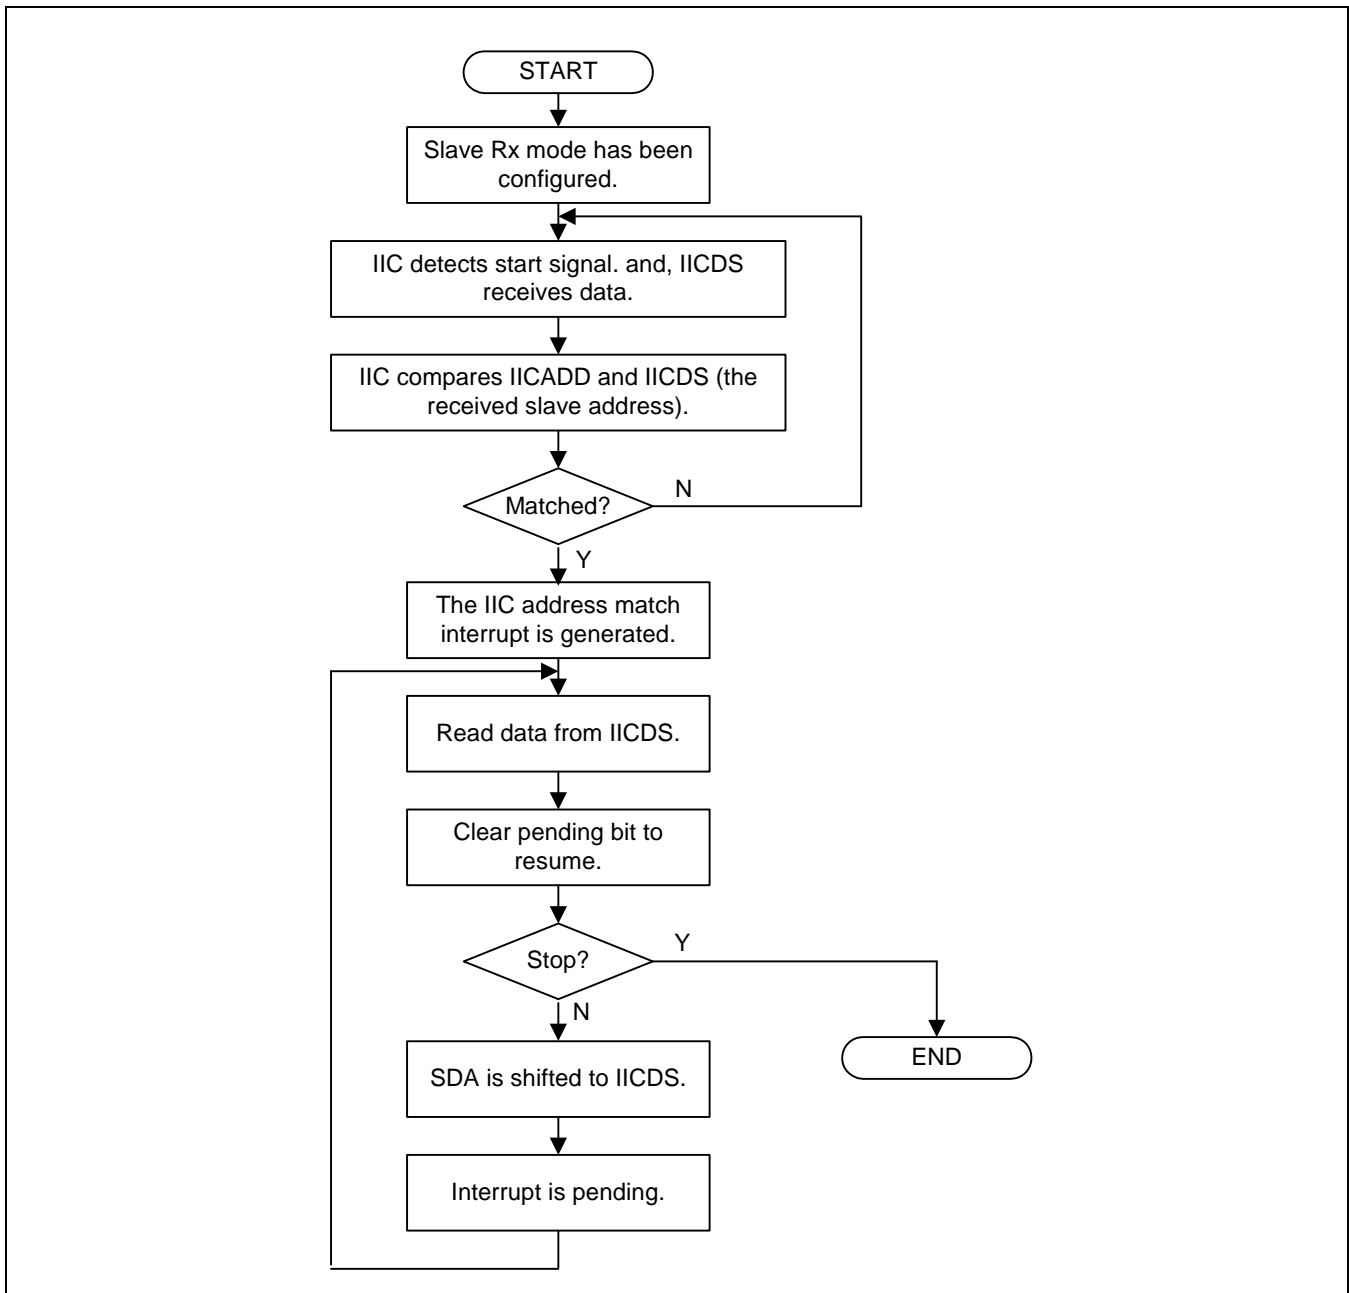 START
Slave Rx mode has been
configured.
IIC detects start signal. and, IICDS
receives data.
IIC compares IICADD and IICDS (the
received slave address).
Matched?
N
Y
The IIC address match
interrupt is generated.
Read data from IICDS.
Clear pending bit to
resume.
Stop?
Y
N
SDA is shifted to IICDS.
END
Interrupt is pending.